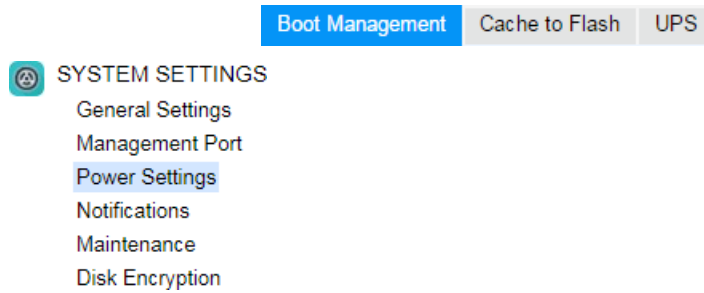 Boot Management Cache to Flash UPS
SYSTEM SETTINGS
General Settings
Management Port
Power Settings
Notifications
Maintenance
Disk Encryption